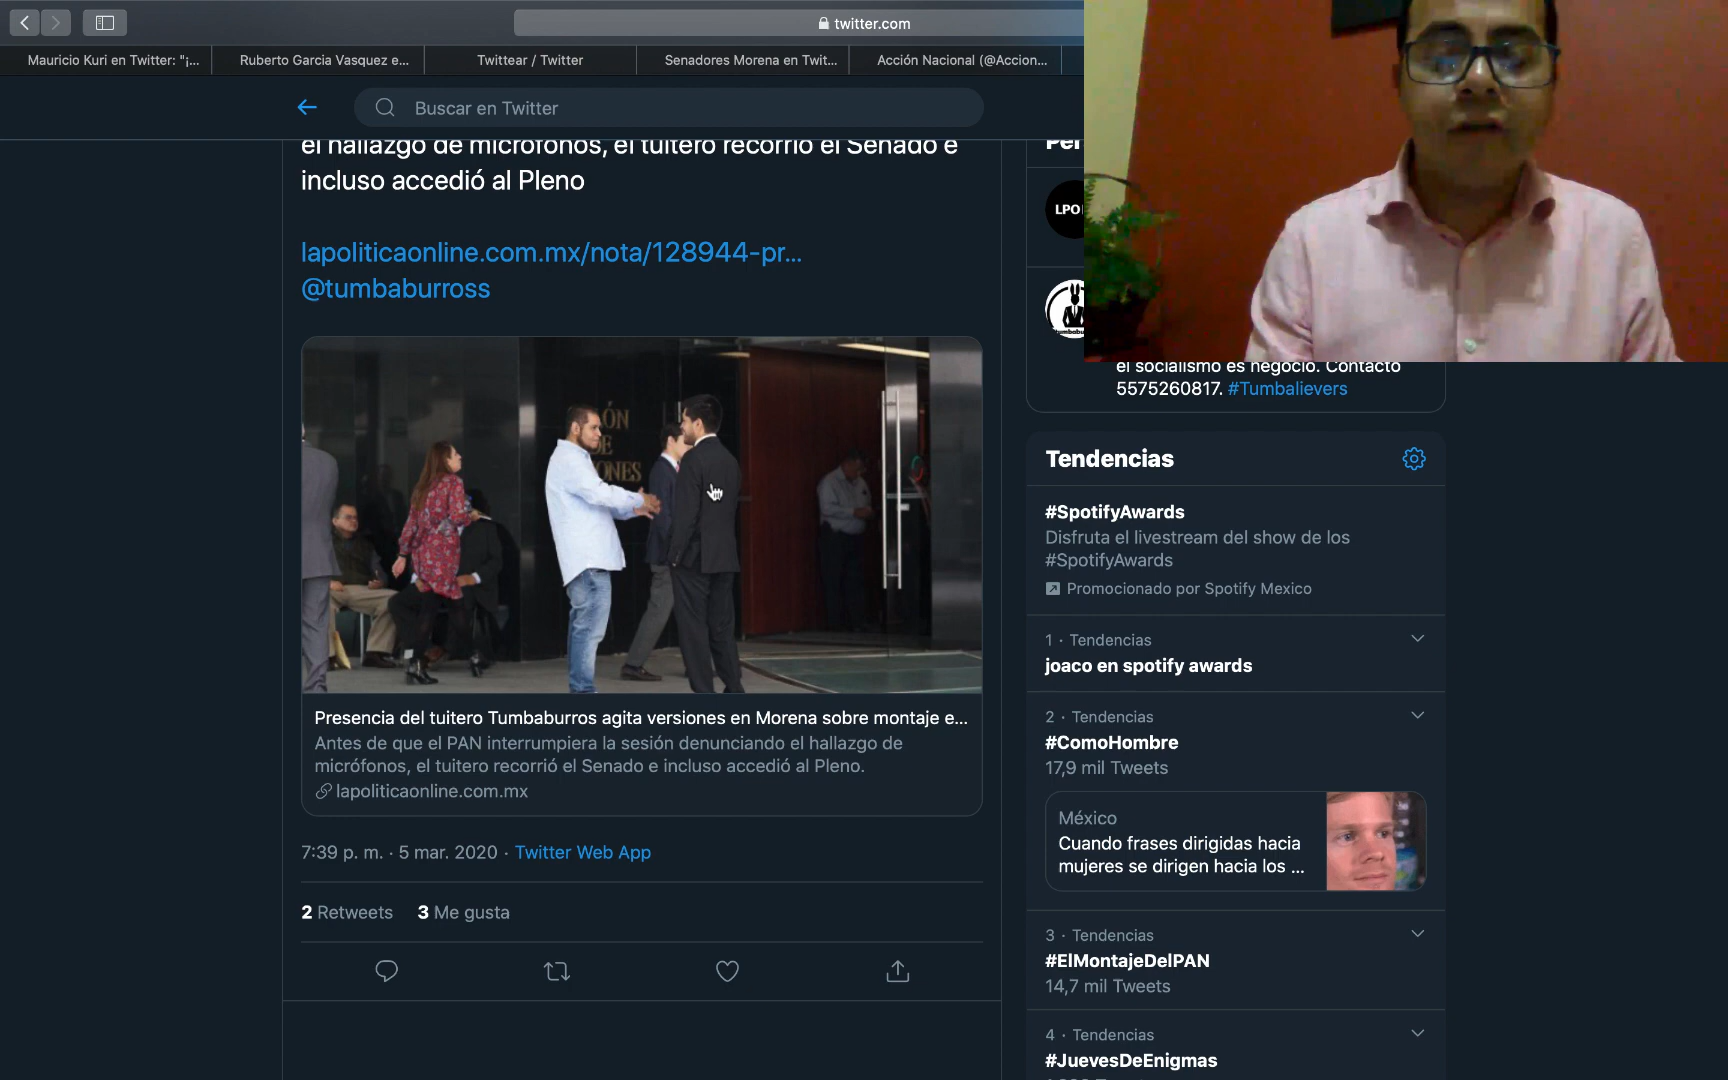 twitter.com
Mauricio Kuri en Twitter: "¡...
Ruberto Garcia Vasquez e...
Twittear / Twitter
Senadores Morena en Twit...
Acción Nacional (@Accion...
Buscar en Twitter
el hallazgo de micrófonos, el tuitero recorrió el Senado e
incluso accedió al Pleno
lapoliticaonline.com.mx/nota/128944-pr...
@tumbaburross
Presencia del tuitero Tumbaburros agita versiones en Morena sobre montaje e...
Antes de que el PAN interrumpiera la sesión denunciando el hallazgo de
micrófonos, el tuitero recorrió el Senado e incluso accedió al Pleno.
lapoliticaonline.com.mx
7:39 p. m. · 5 mar. 2020 · Twitter Web App
2 Retweets 3 Me gusta
LPO
el socialismo es negocio. Contacto
5575260817. #Tumbalievers
Tendencias
#SpotifyAwards
Disfruta el livestream del show de los
#SpotifyAwards
Promocionado por Spotify Mexico
1 · Tendencias
joaco en spotify awards
2 · Tendencias
#ComoHombre
17,9 mil Tweets
México
Cuando frases dirigidas hacia
mujeres se dirigen hacia los ...
3 · Tendencias
#ElMontajeDelPAN
14,7 mil Tweets
4 · Tendencias
#JuevesDeEnigmas